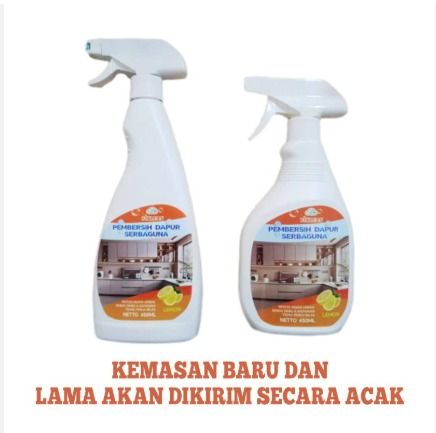 PEMBERSIH DAPUR
SERBAGUNA
LEMON
NETTO 450ML
PEMBERSIH DAPUR
SERBAGUNA
LEMON
NETTO 450ML
KEMASAN BARU DAN
LAMA AKAN DIKIRIM SECARA ACAK